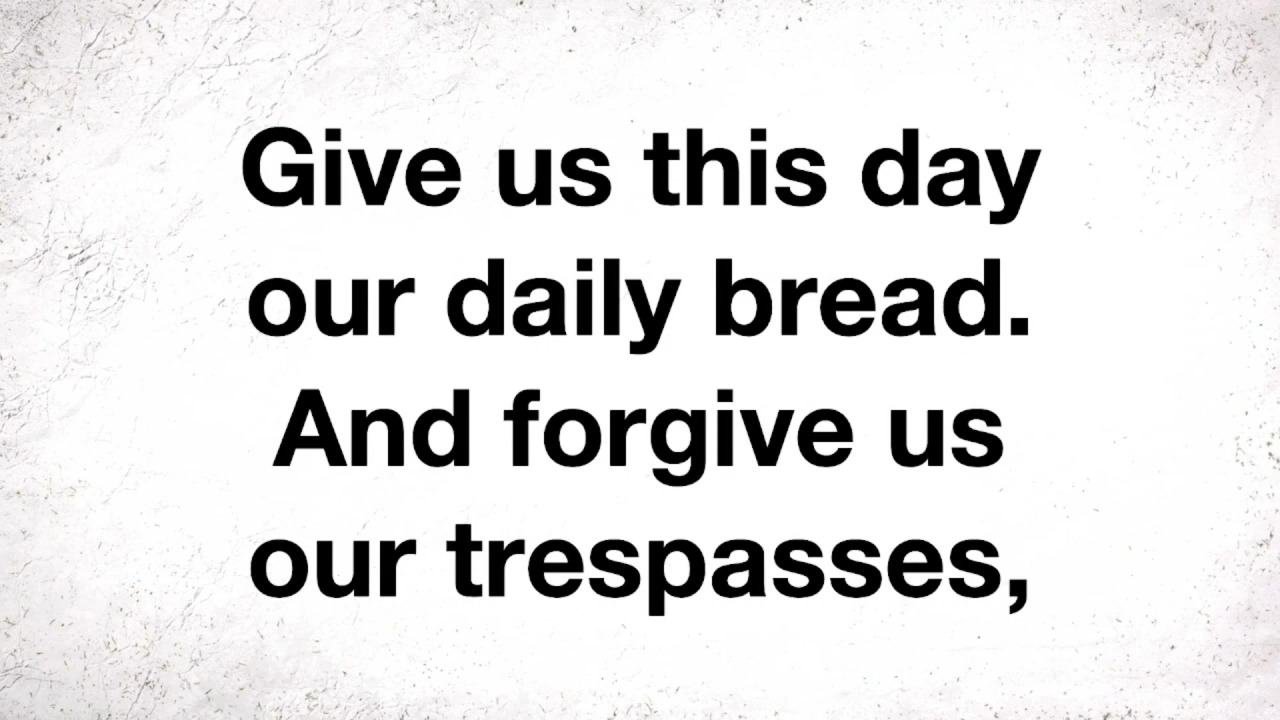 Give us this day
our daily bread.
And forgive us
our trespasses,